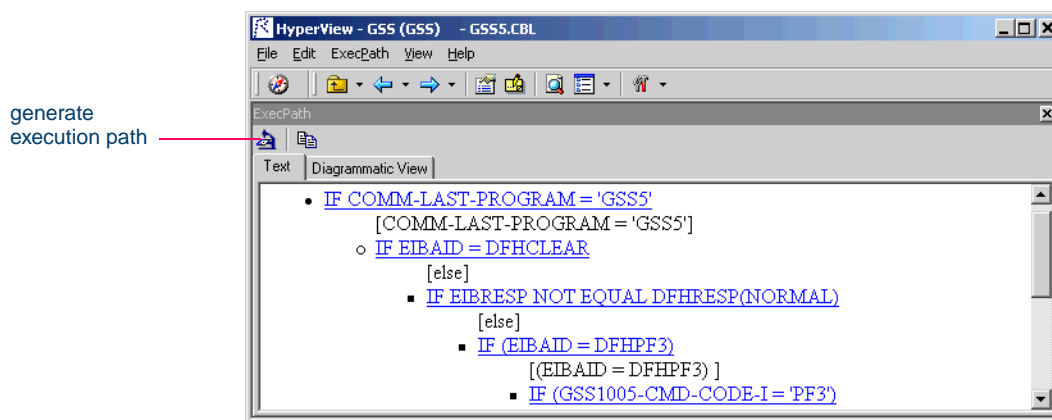 HyperView - GSS (GSS) - GSS5.CBL
File Edit ExecPath View Help
ExecPath
generate
execution path
Text Diagrammatic View
IF COMM-LAST-PROGRAM = 'GSS5'
[COMM-LAST-PROGRAM = 'GSS5']
IF EIBAID = DFHCLEAR
[else]
IF EIBRESP NOT EQUAL DFHRESP(NORMAL)
[else]
IF (EIBAID = DFHPF3)
[(EIBAID = DFHPF3) ]
IF (GSS1005-CMD-CODE-I = 'PF3')